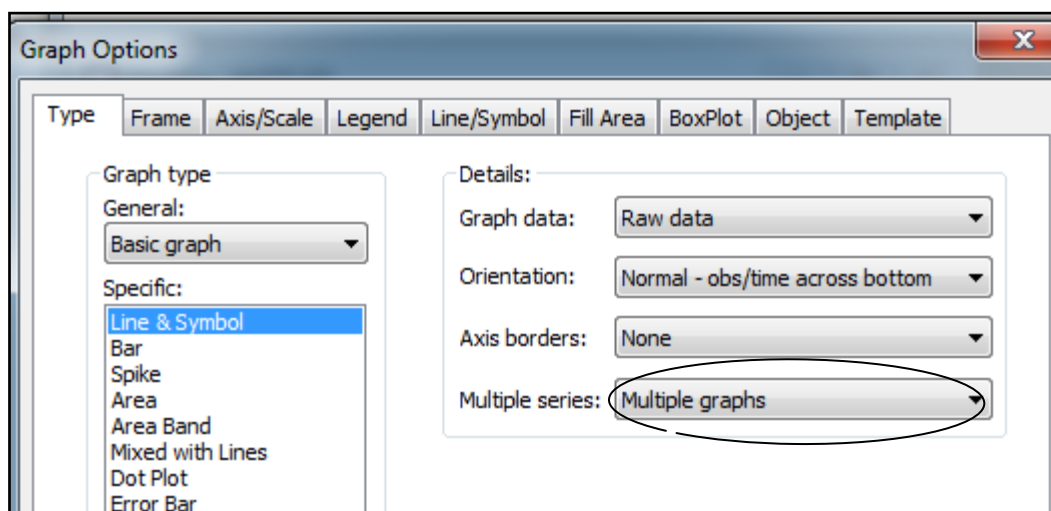 Graph Options
x
Type Frame Axis/Scale Legend Line/Symbol Fill Area BoxPlot Object Template
Graph type
General:
Basic graph
Specific:
Line & Symbol
Bar
Spike
Area
Area Band
Mixed with Lines
Dot Plot
Error Bar
Details:
Graph data: Raw data
Orientation: Normal - obs/time across bottom
Axis borders: None
Multiple series: Multiple graphs